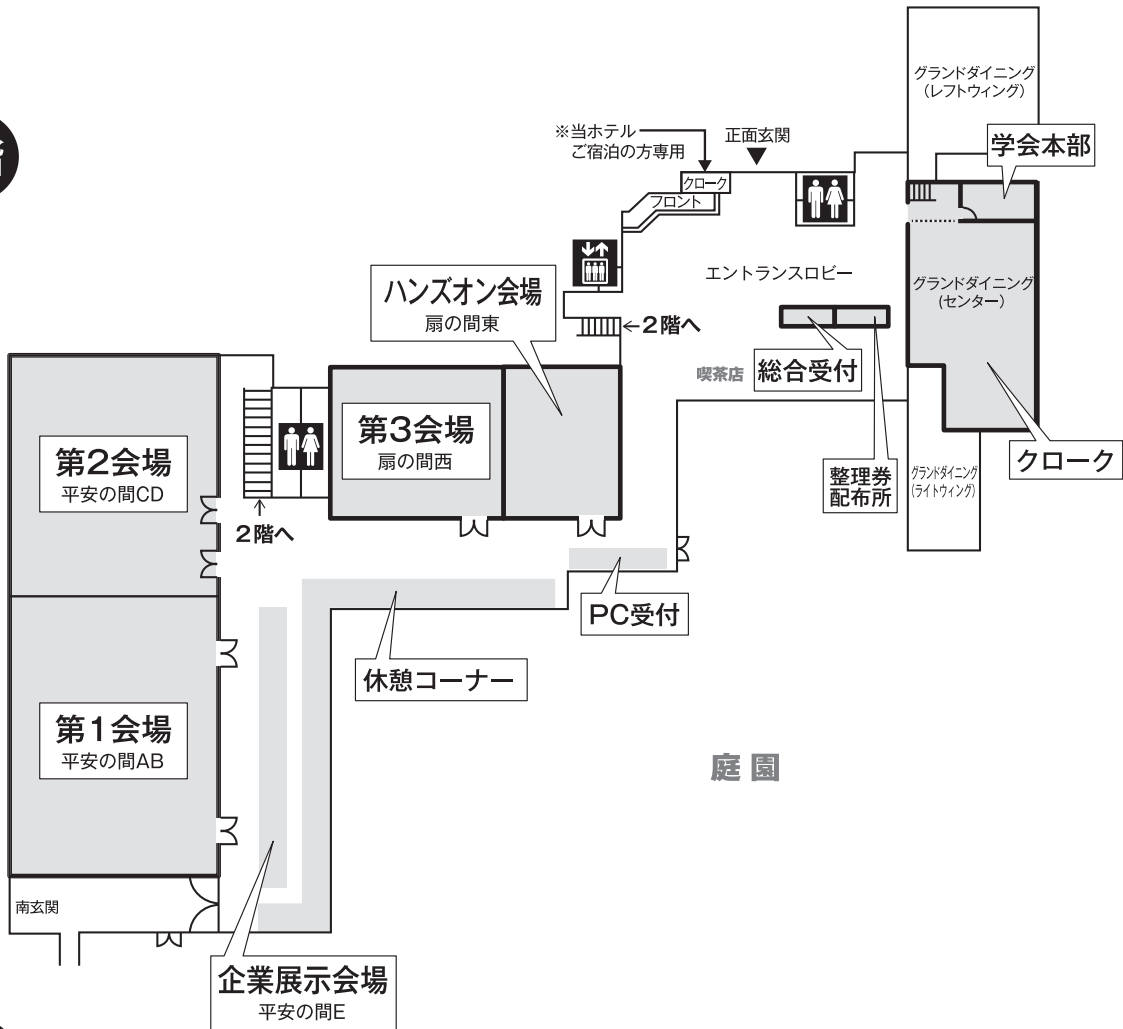 グランドダイニング
(レフトウィング)
※当ホテル
ご宿泊の方専用
正面玄関
学会本部
クローク
フロント
エントランスロビー
グランドダイニング
(センター)
ハンズオン会場
扇の間東
←2階へ
喫茶店
総合受付
第3会場
扇の間西
第2会場
平安の間CD
クローク
整理券
配布所
グランドダイニング
(ライトウィング)
↑
2階へ
PC受付
休憩コーナー
第1会場
平安の間AB
庭園
南玄関
企業展示会場
平安の間E